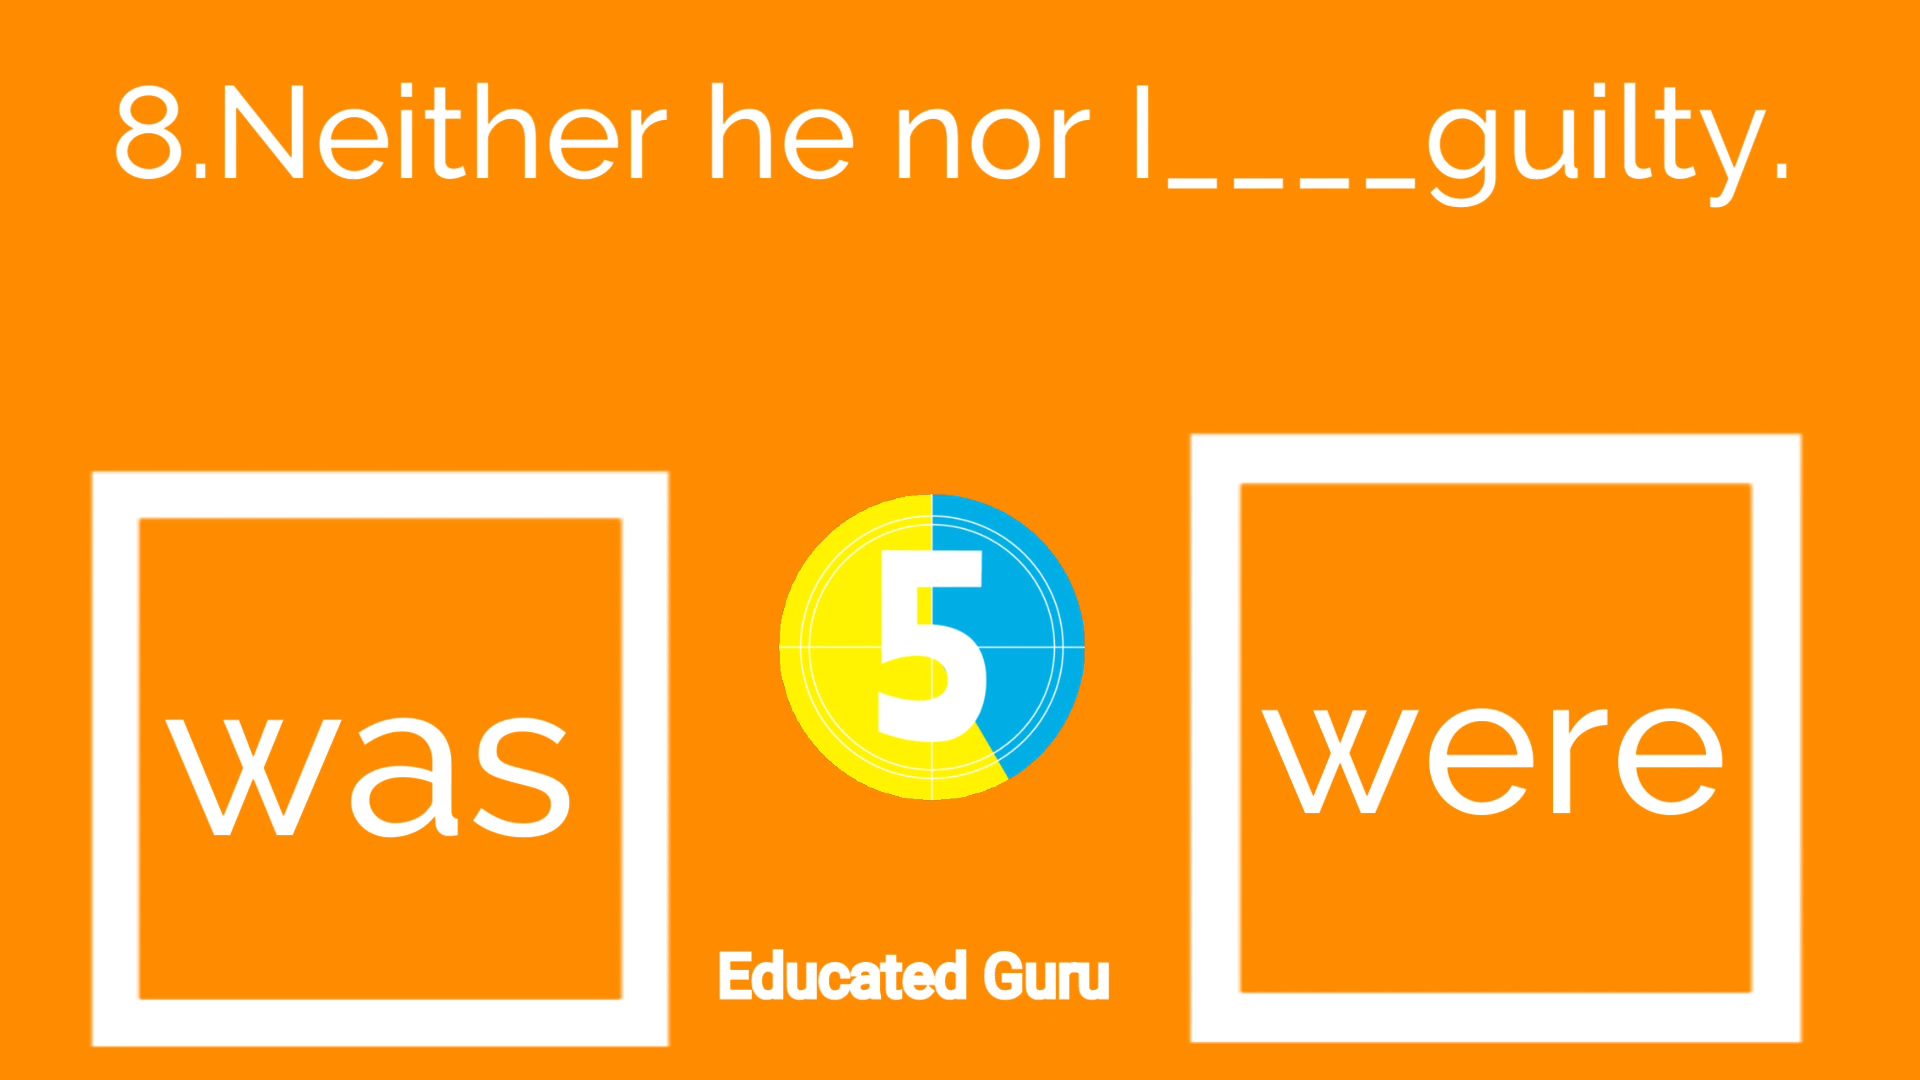 8.Neither he nor I____guilty.
was
5
were
Educated Guru